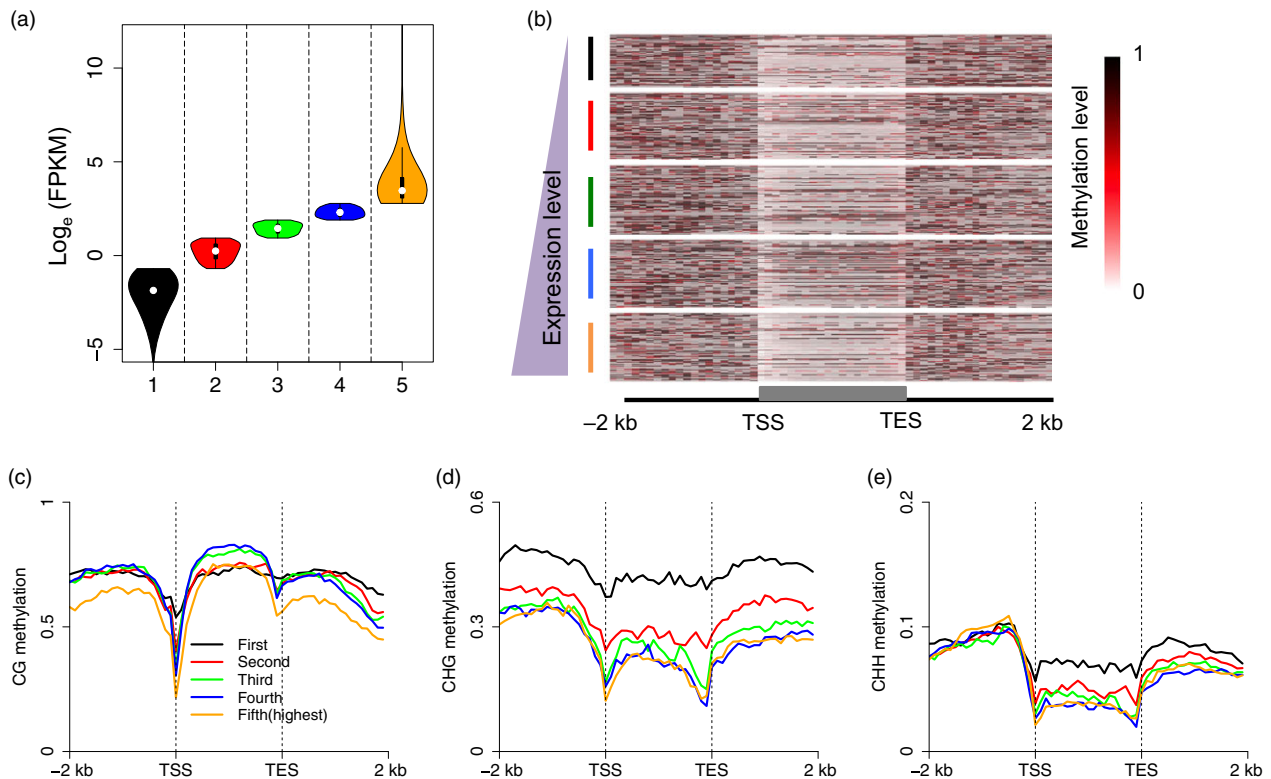 (a)
10
5
0
−5
Log_e (FPKM)
1 2 3 4 5
(b)
Expression level
−2 kb TSS TES 2 kb
1
Methylation level
0
(c)
1
0.5
0
CG methylation
First
Second
Third
Fourth
Fifth(highest)
−2 kb TSS TES 2 kb
(d)
0.6
0.3
0
CHG methylation
−2 kb TSS TES 2 kb
(e)
0.2
0.1
0
CHH methylation
−2 kb TSS TES 2 kb